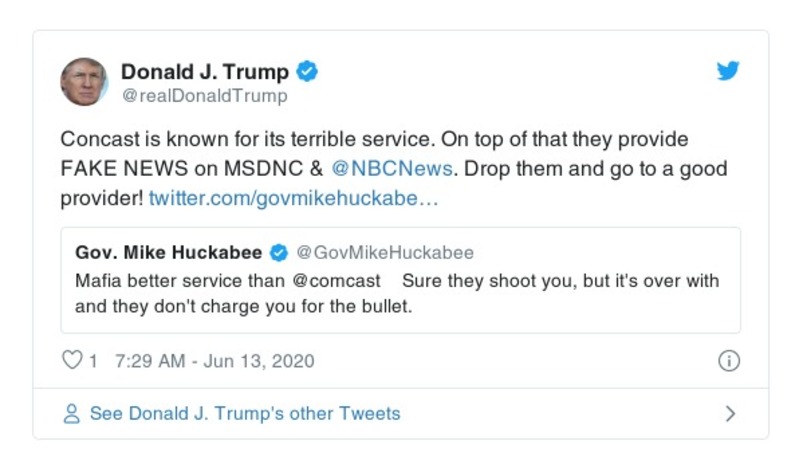 Donald J. Trump
@realDonaldTrump
Concast is known for its terrible service. On top of that they provide
FAKE NEWS on MSDNC & @NBCNews. Drop them and go to a good
provider! twitter.com/govmikehuckabe…
Gov. Mike Huckabee @GovMikeHuckabee
Mafia better service than @comcast Sure they shoot you, but it's over with
and they don't charge you for the bullet.
1 7:29 AM - Jun 13, 2020
See Donald J. Trump's other Tweets